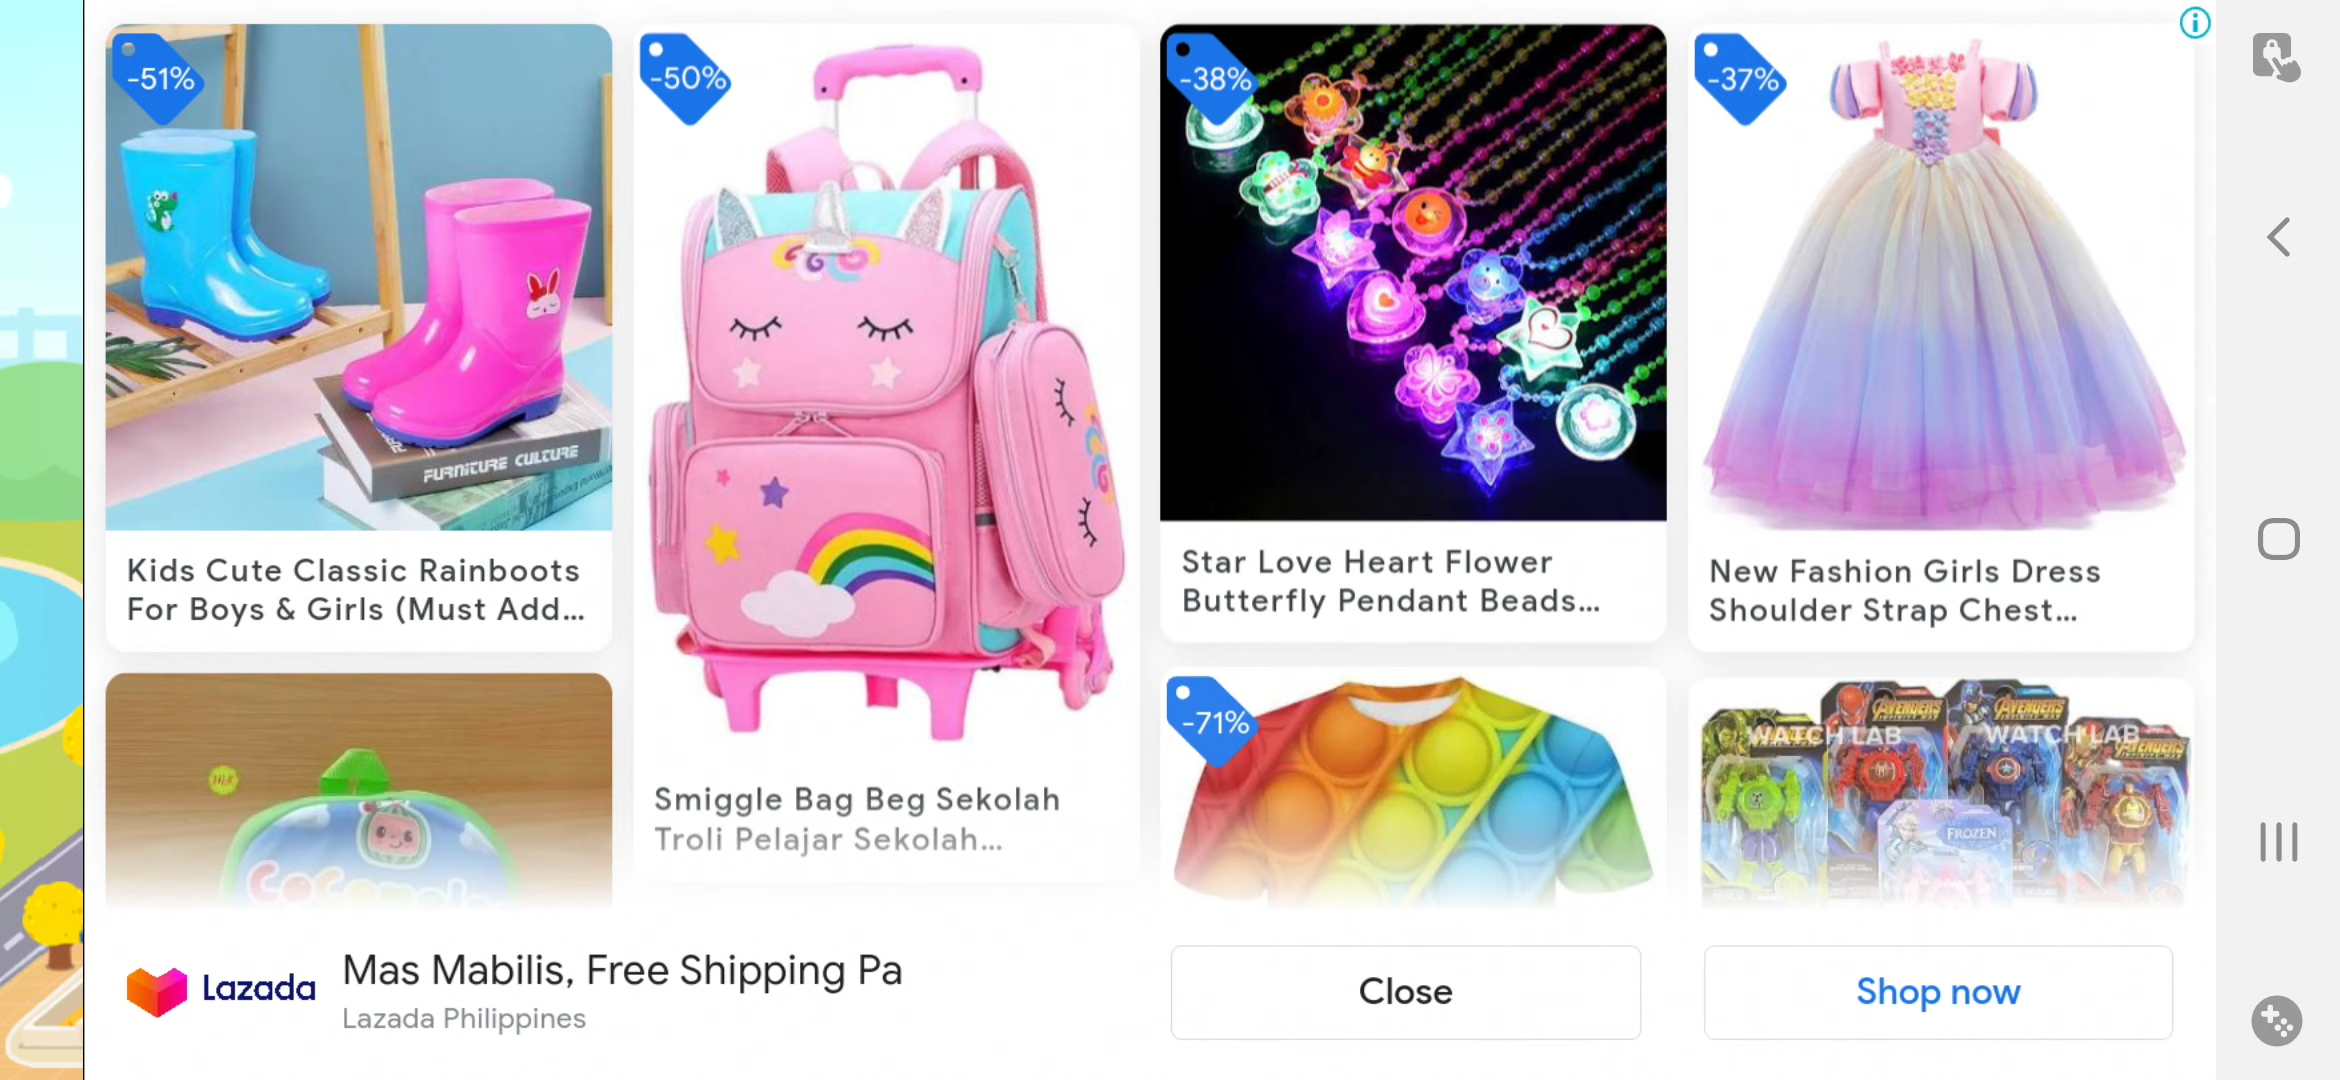 -51%
-50%
-38%
-37%
FURNITURE CULTURE
Kids Cute Classic Rainboots
For Boys & Girls (Must Add...
Star Love Heart Flower
Butterfly Pendant Beads...
New Fashion Girls Dress
Shoulder Strap Chest...
-71%
AVENGERS
AVENGERS
WATCH LAB
WATCH LAB
AVENGERS
FROZEN
Smiggle Bag Beg Sekolah
Troli Pelajar Sekolah...
Lazada
Mas Mabilis, Free Shipping Pa
Lazada Philippines
Close
Shop now